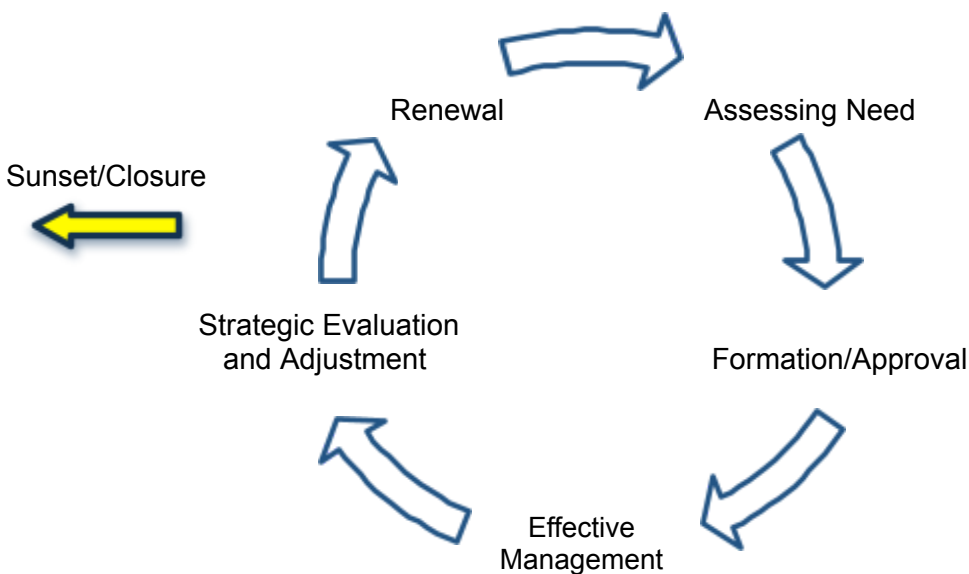 Renewal
Assessing Need
Sunset/Closure
Strategic Evaluation
and Adjustment
Formation/Approval
Effective
Management